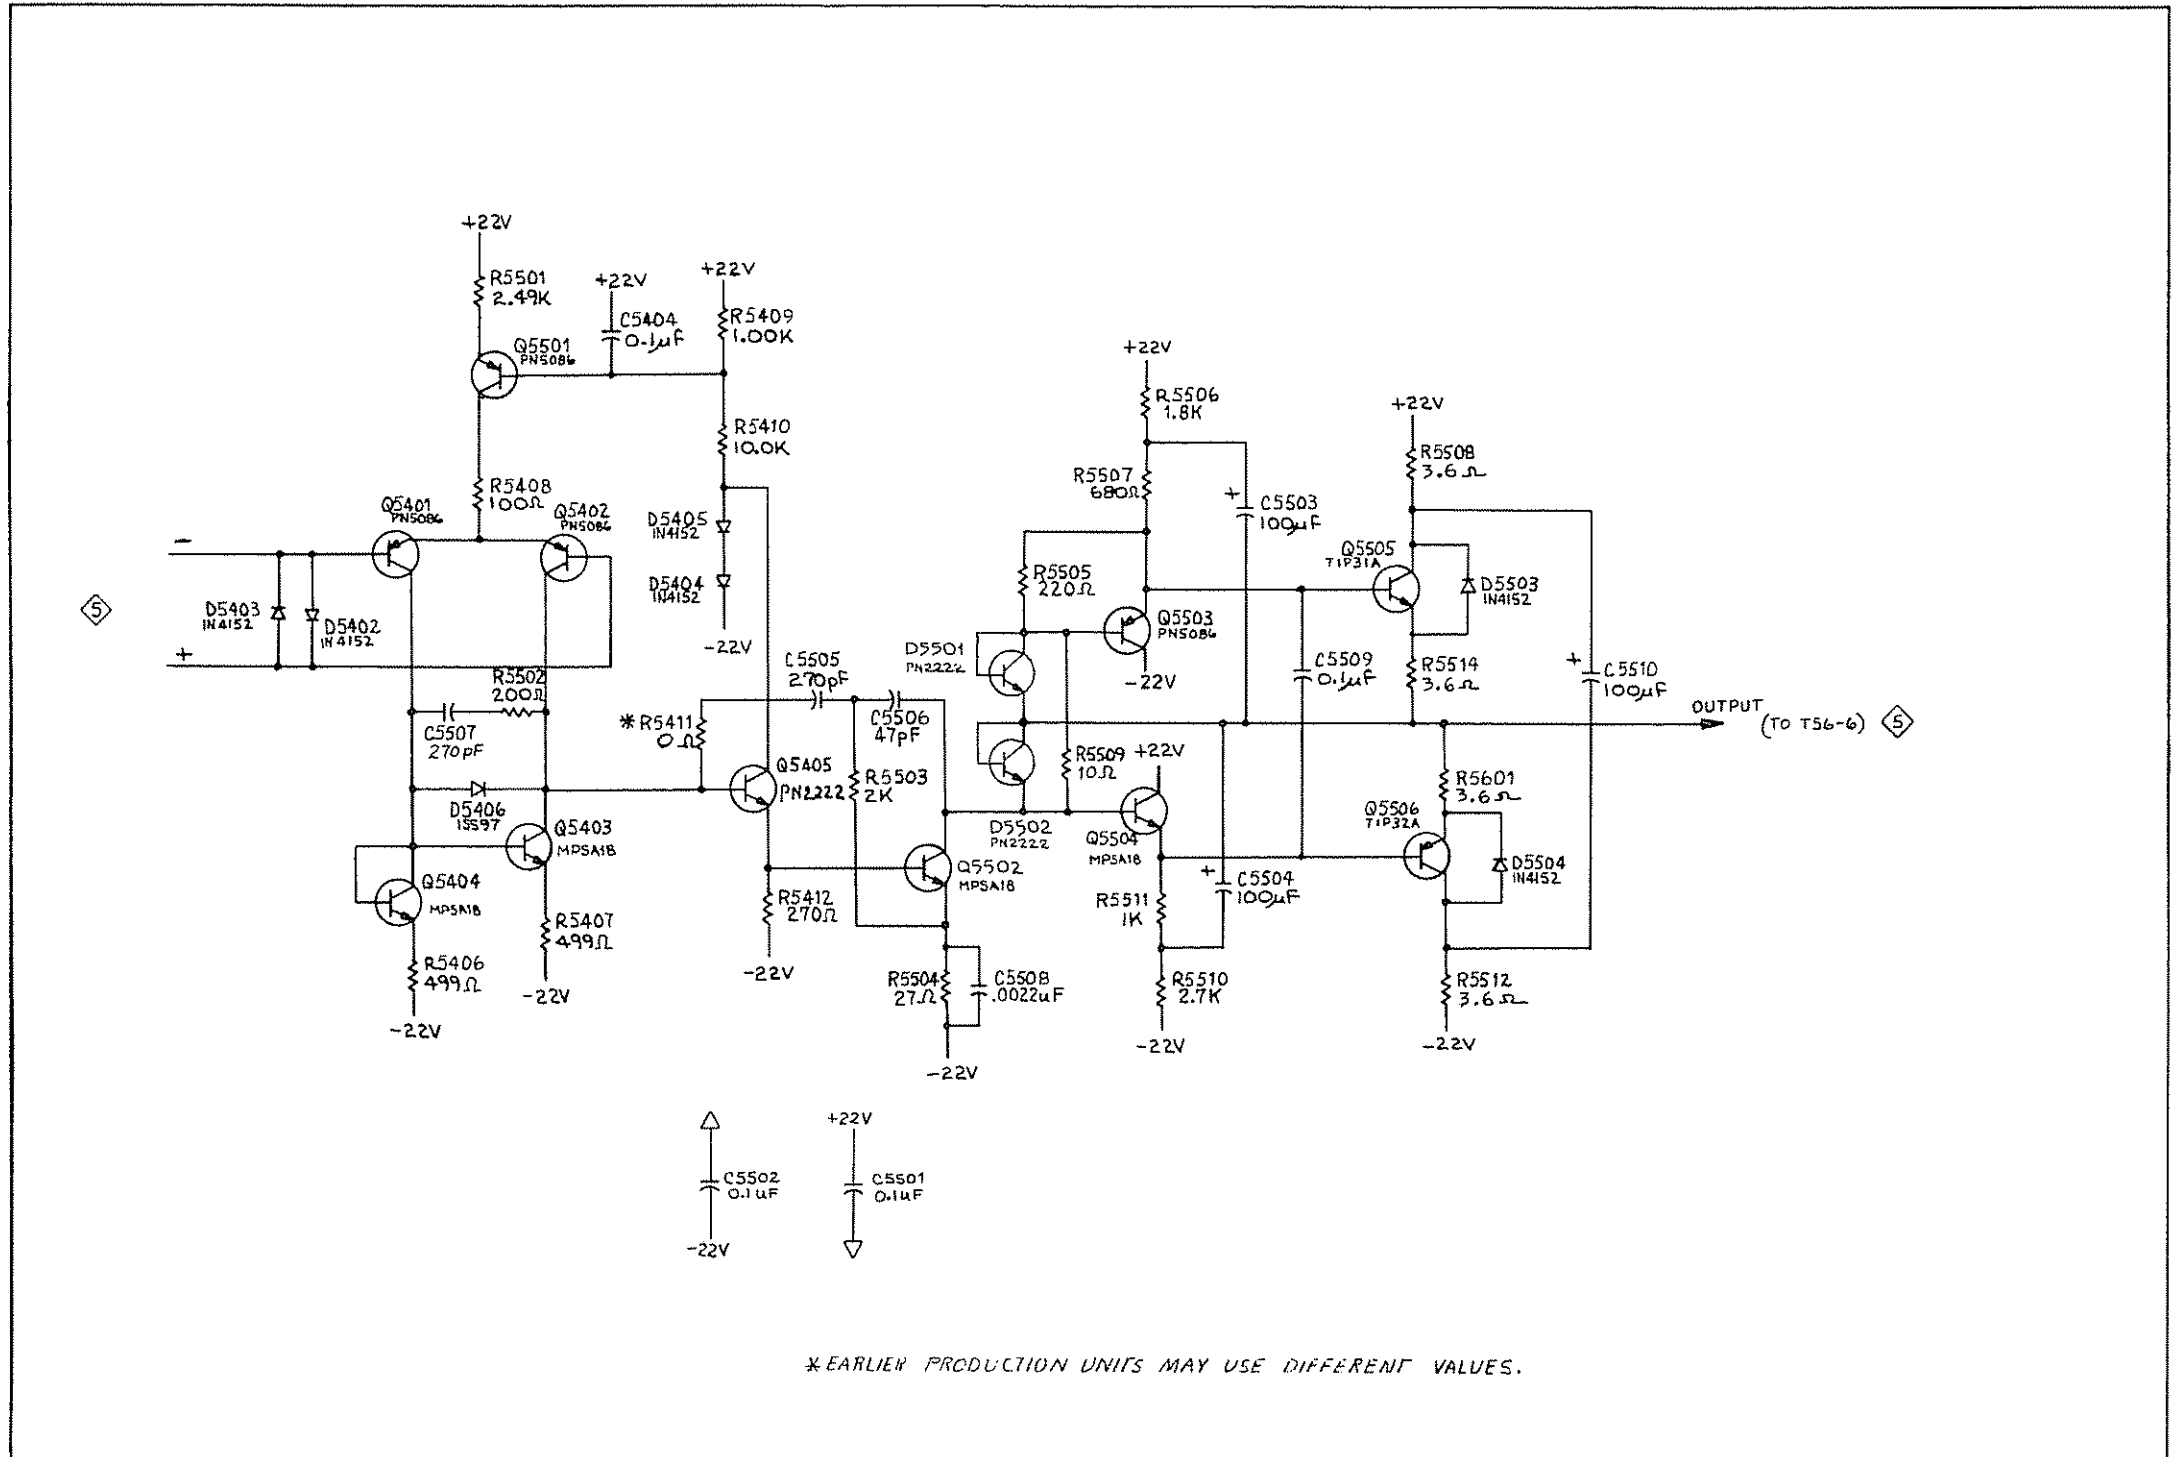 +22V
R5501
2.49K
+22V
C5404
0.1µF
+22V
R5409
1.00K
Q5501
PN5086
R5410
10.0K
R5408
100Ω
Q5401
PN5086
Q5402
PN5086
D5405
1N4152
D5404
1N4152
-22V
-
+
5
D5403
1N4152
D5402
1N4152
R5502
200Ω
C5507
270pF
D5406
1SS97
Q5403
MPSA18
Q5404
MPSA18
R5407
499Ω
-22V
R5406
499Ω
-22V
C5505
270pF
* R5411
0Ω
C5506
47pF
Q5405
PN2222
R5503
2K
R5412
270Ω
-22V
Q5502
MPSA18
R5504
27Ω
C5508
.0022uF
-22V
+22V
R5506
1.8K
R5507
680Ω
+
C5503
100µF
R5505
220Ω
Q5503
PN5086
-22V
D5501
PN2222
D5502
PN2222
R5509
10Ω
+22V
Q5504
MPSA18
R5511
1K
+
C5504
100µF
R5510
2.7K
-22V
C5509
0.1µF
+22V
R5508
3.6Ω
Q5505
TIP31A
D5503
1N4152
R5514
3.6Ω
+
C5510
100µF
OUTPUT
(TO TS6-6)
5
R5601
3.6Ω
Q5506
TIP32A
D5504
1N4152
R5512
3.6Ω
-22V
C5502
0.1uF
-22V
+22V
C5501
0.1uF
* EARLIER PRODUCTION UNITS MAY USE DIFFERENT VALUES.